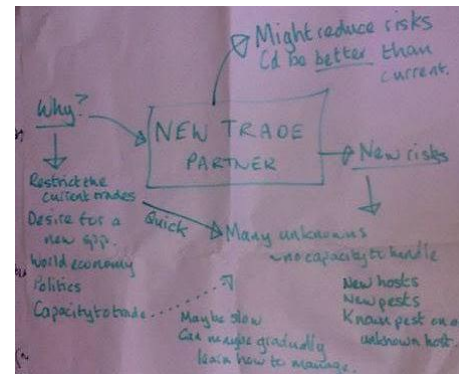 Might reduce risks
Cd be better than
current.
Why?
NEW TRADE
PARTNER
New risks
Restrict the
current trades
Desire for a
new spp.
World economy
Politics
Capacity to trade
Quick
Many unknowns
no capacity to handle
New hosts
New pests
Known pest on
unknown host.
Maybe slow
Can maybe gradually
learn how to manage.